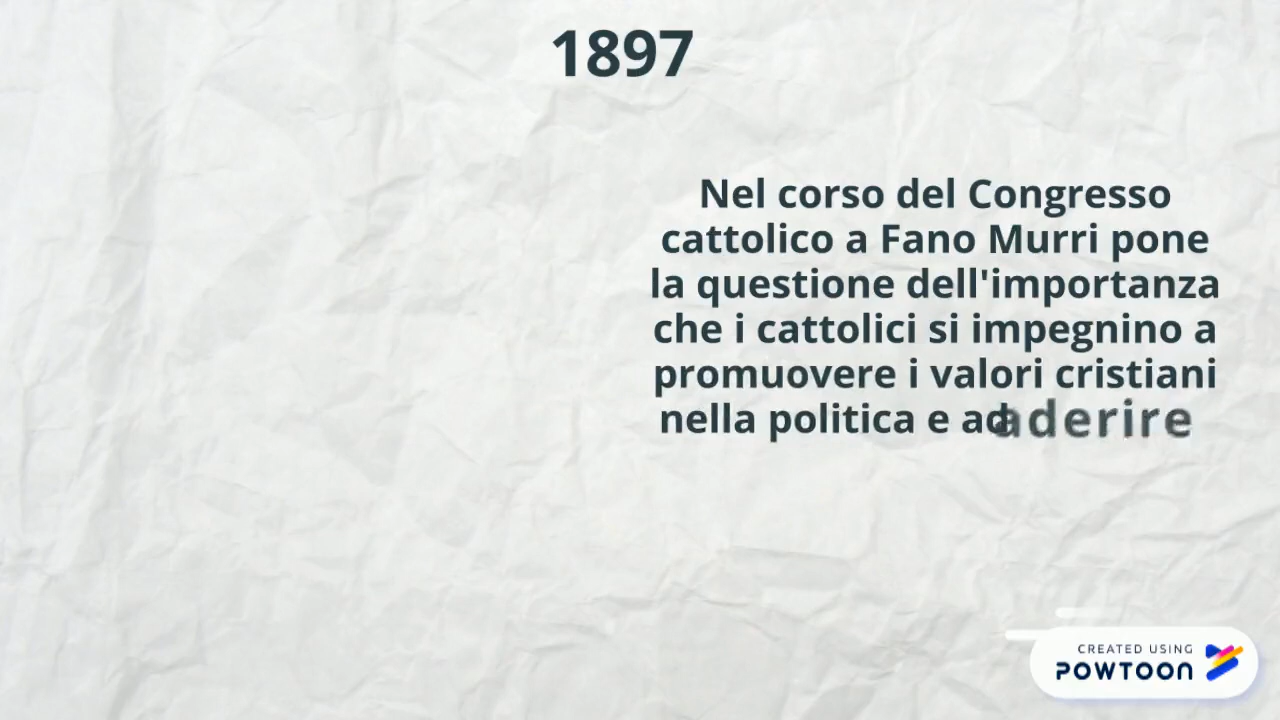 1897
Nel corso del Congresso
cattolico a Fano Murri pone
la questione dell'importanza
che i cattolici si impegnino a
promuovere i valori cristiani
nella politica e ad aderire
CREATED USING
POWTOON